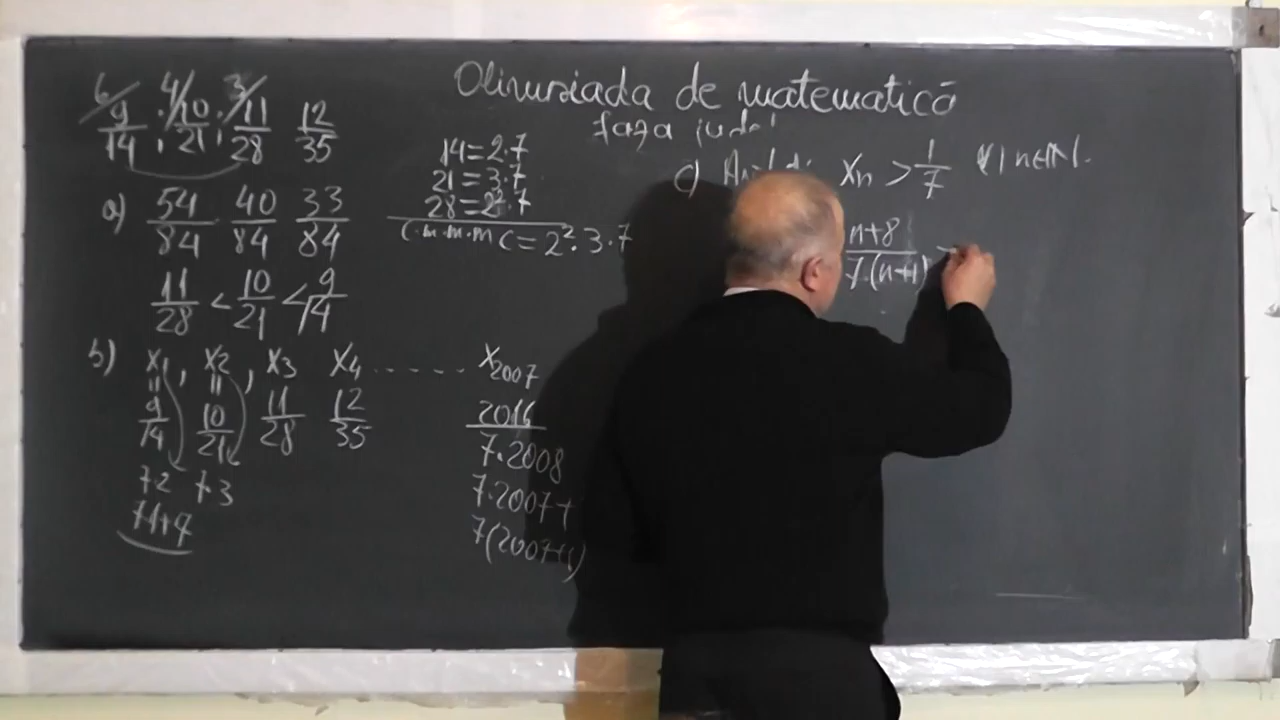 Olimpiada de matematică
faza jude
6/ 4/ 3/
9/14 , 10/21 , 11/28 12/35
a) 54/84 40/84 33/84
11/28 < 10/21 < 9/14
14=2·7
21=3·7
28=2²·7
c.m.m.m c=2²·3·7
b) x₁, x₂, x₃ x₄ ...... x₂₀₀₇
9/14 10/21 11/28 12/35 2016/7·2008
7·2 7·3 7·2007+
7·1+7 7(2007+1)
c) xₙ > 1/7 (∀) n∈ℕ.
n+8/7·(n+1)